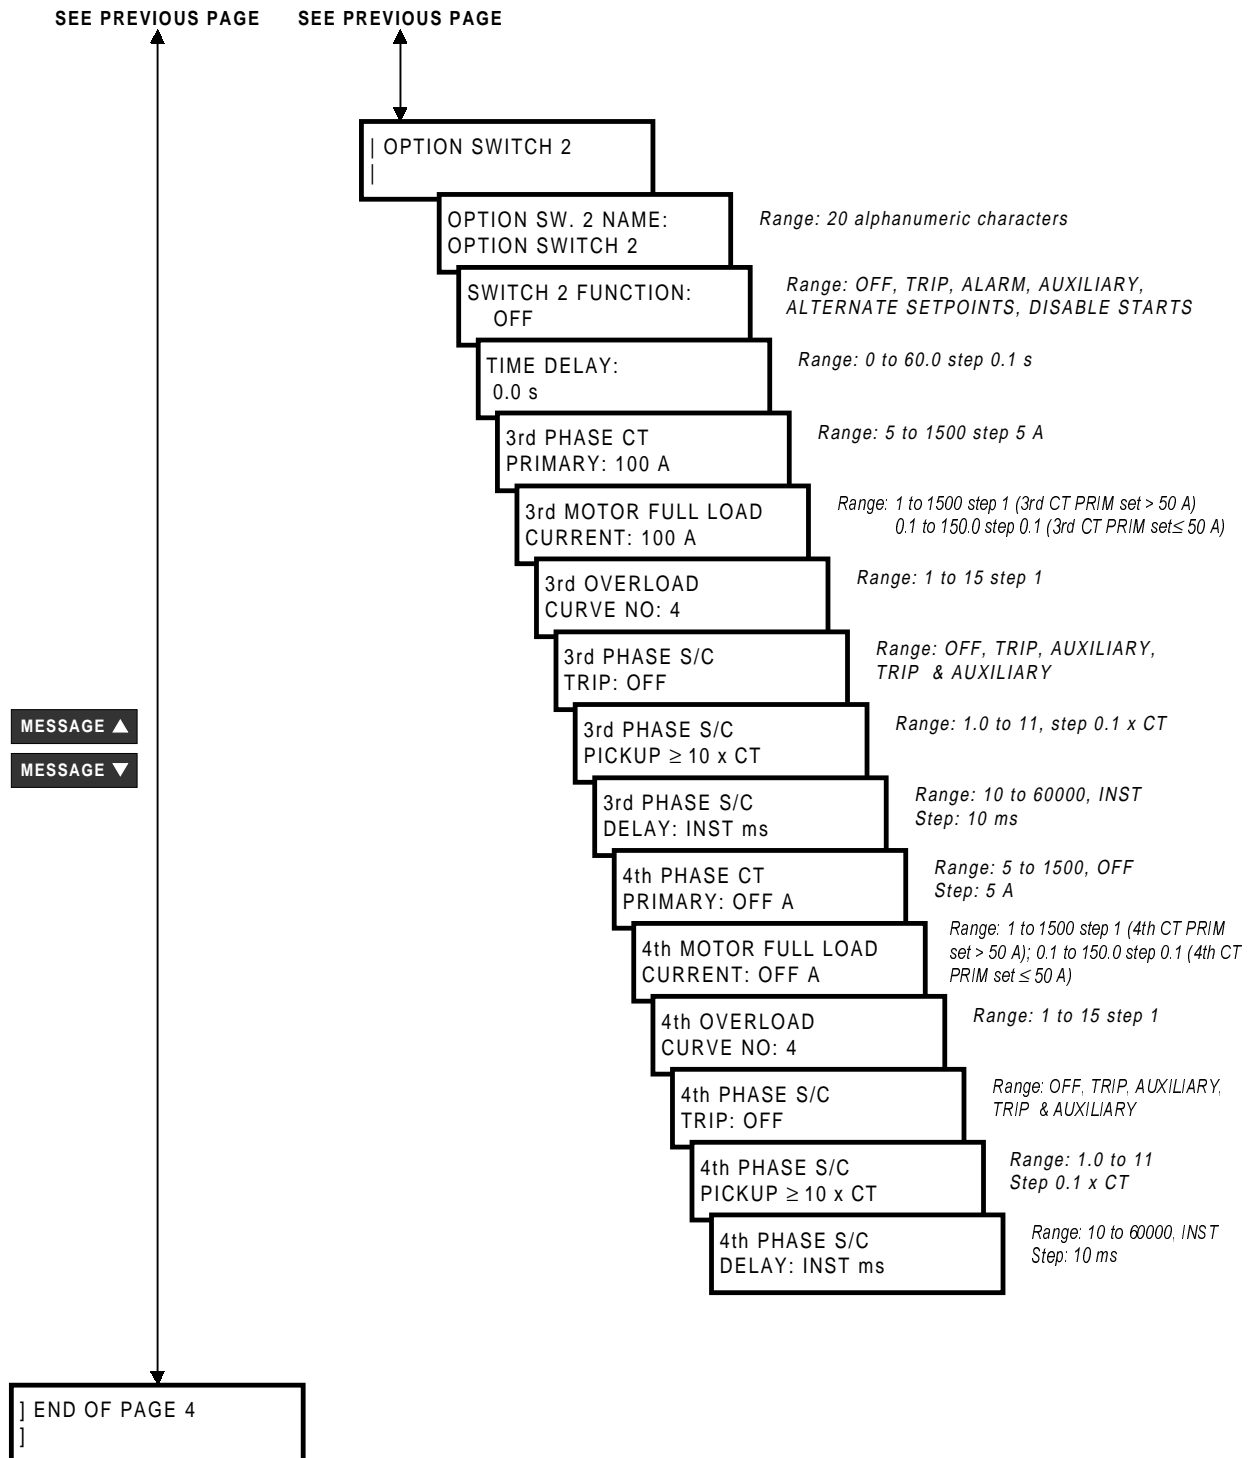 SEE PREVIOUS PAGE
SEE PREVIOUS PAGE
| OPTION SWITCH 2
|
OPTION SW. 2 NAME:
OPTION SWITCH 2
Range: 20 alphanumeric characters
SWITCH 2 FUNCTION:
OFF
Range: OFF, TRIP, ALARM, AUXILIARY,
ALTERNATE SETPOINTS, DISABLE STARTS
TIME DELAY:
0.0 s
Range: 0 to 60.0 step 0.1 s
3rd PHASE CT
PRIMARY: 100 A
Range: 5 to 1500 step 5 A
3rd MOTOR FULL LOAD
CURRENT: 100 A
Range: 1 to 1500 step 1 (3rd CT PRIM set > 50 A)
0.1 to 150.0 step 0.1 (3rd CT PRIM set≤ 50 A)
3rd OVERLOAD
CURVE NO: 4
Range: 1 to 15 step 1
3rd PHASE S/C
TRIP: OFF
Range: OFF, TRIP, AUXILIARY,
TRIP & AUXILIARY
MESSAGE ▲
MESSAGE ▼
3rd PHASE S/C
PICKUP ≥ 10 x CT
Range: 1.0 to 11, step 0.1 x CT
3rd PHASE S/C
DELAY: INST ms
Range: 10 to 60000, INST
Step: 10 ms
4th PHASE CT
PRIMARY: OFF A
Range: 5 to 1500, OFF
Step: 5 A
4th MOTOR FULL LOAD
CURRENT: OFF A
Range: 1 to 1500 step 1 (4th CT PRIM
set > 50 A); 0.1 to 150.0 step 0.1 (4th CT
PRIM set ≤ 50 A)
4th OVERLOAD
CURVE NO: 4
Range: 1 to 15 step 1
4th PHASE S/C
TRIP: OFF
Range: OFF, TRIP, AUXILIARY,
TRIP & AUXILIARY
4th PHASE S/C
PICKUP ≥ 10 x CT
Range: 1.0 to 11
Step 0.1 x CT
4th PHASE S/C
DELAY: INST ms
Range: 10 to 60000, INST
Step: 10 ms
] END OF PAGE 4
]